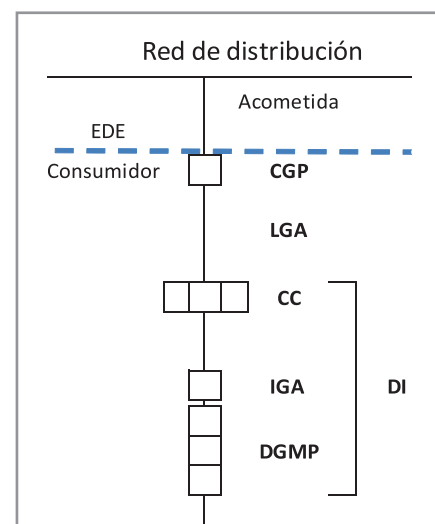 Red de distribución
Acometida
EDE
Consumidor
CGP
LGA
CC
IGA
DI
DGMP